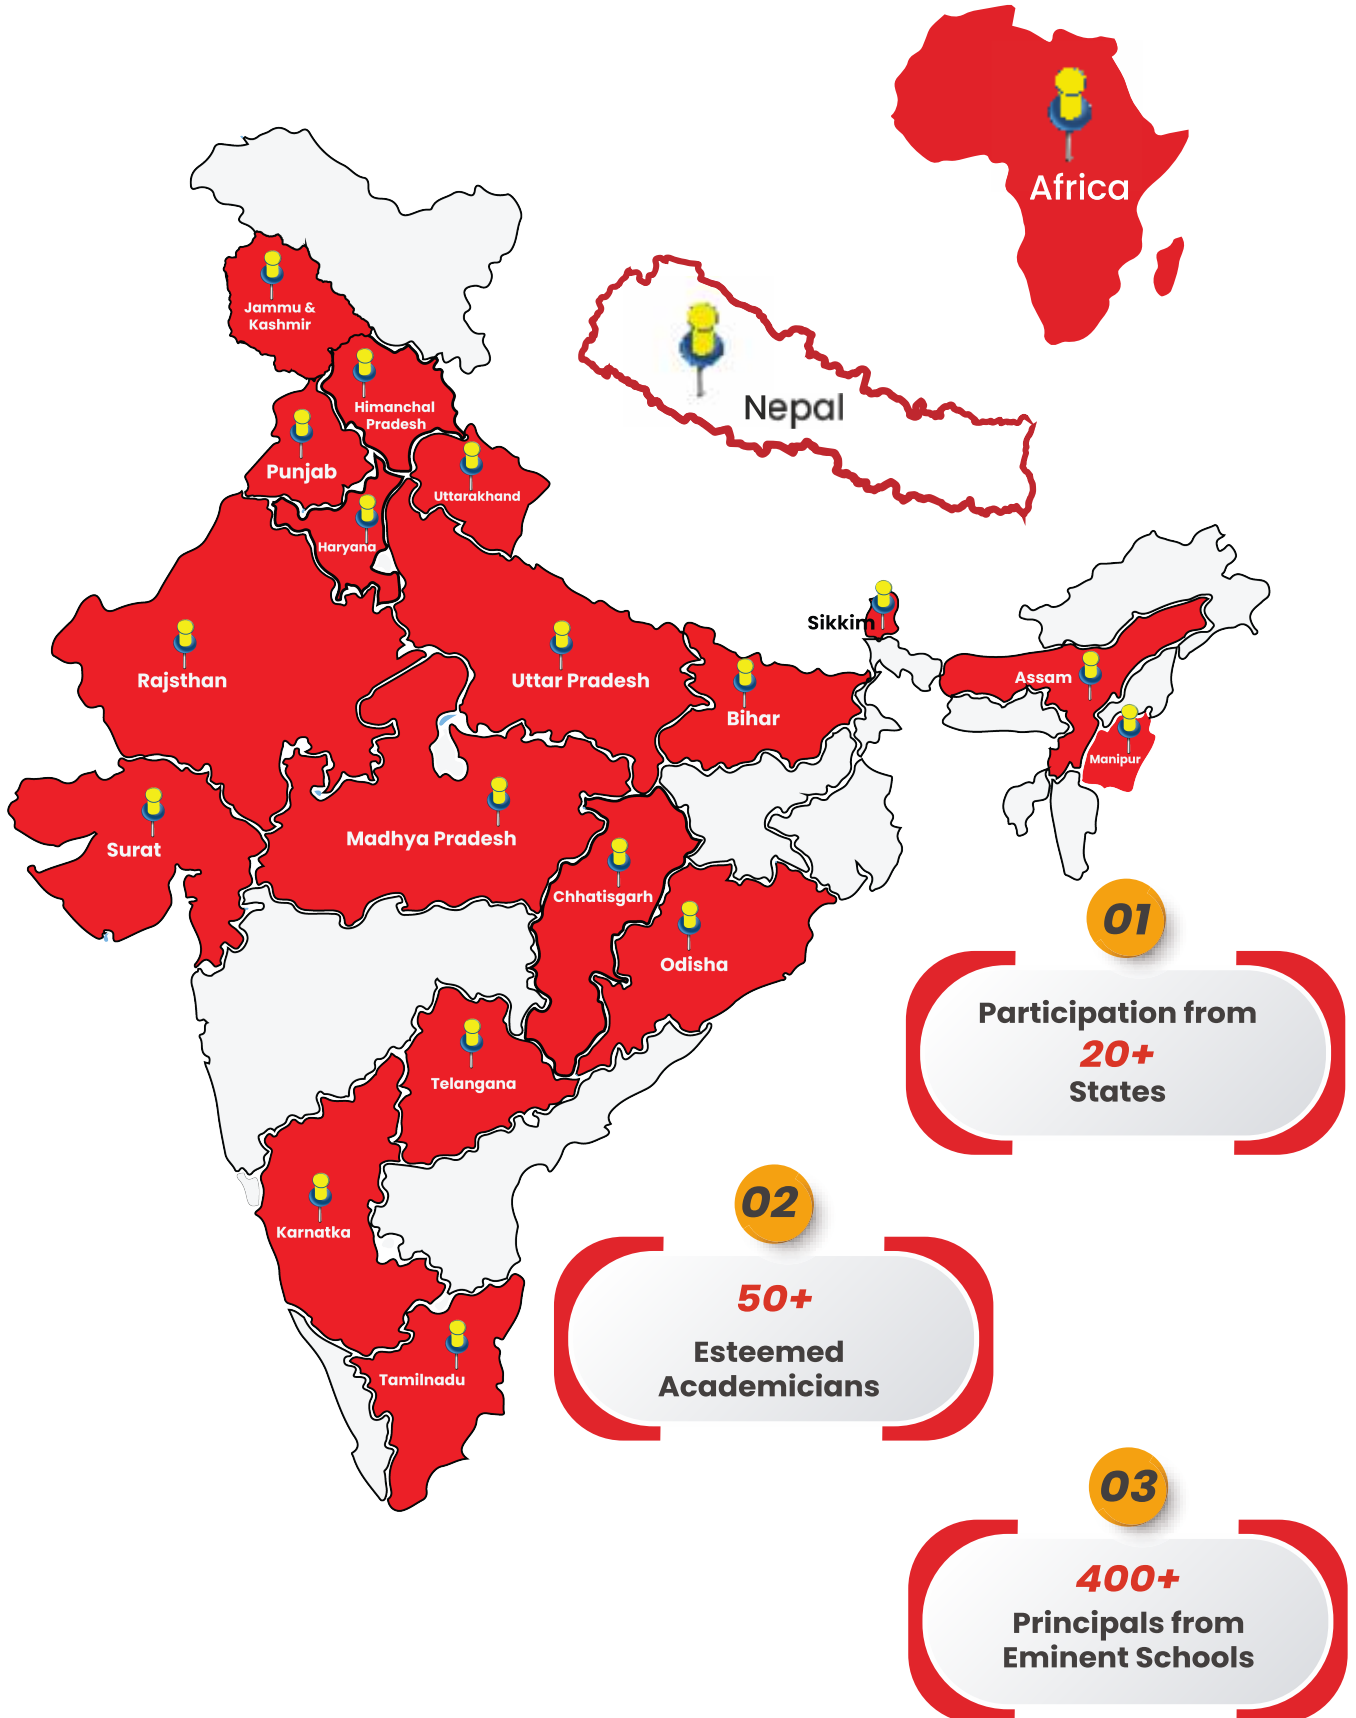 Africa
Jammu &
Kashmir
Himanchal
Pradesh
Nepal
Punjab
Uttarakhand
Haryana
Sikkim
Rajsthan
Uttar Pradesh
Assam
Bihar
Manipur
Surat
Madhya Pradesh
Chhatisgarh
Odisha
01
Participation from
20+
States
Telangana
02
Karnatka
50+
Esteemed
Academicians
Tamilnadu
03
400+
Principals from
Eminent Schools